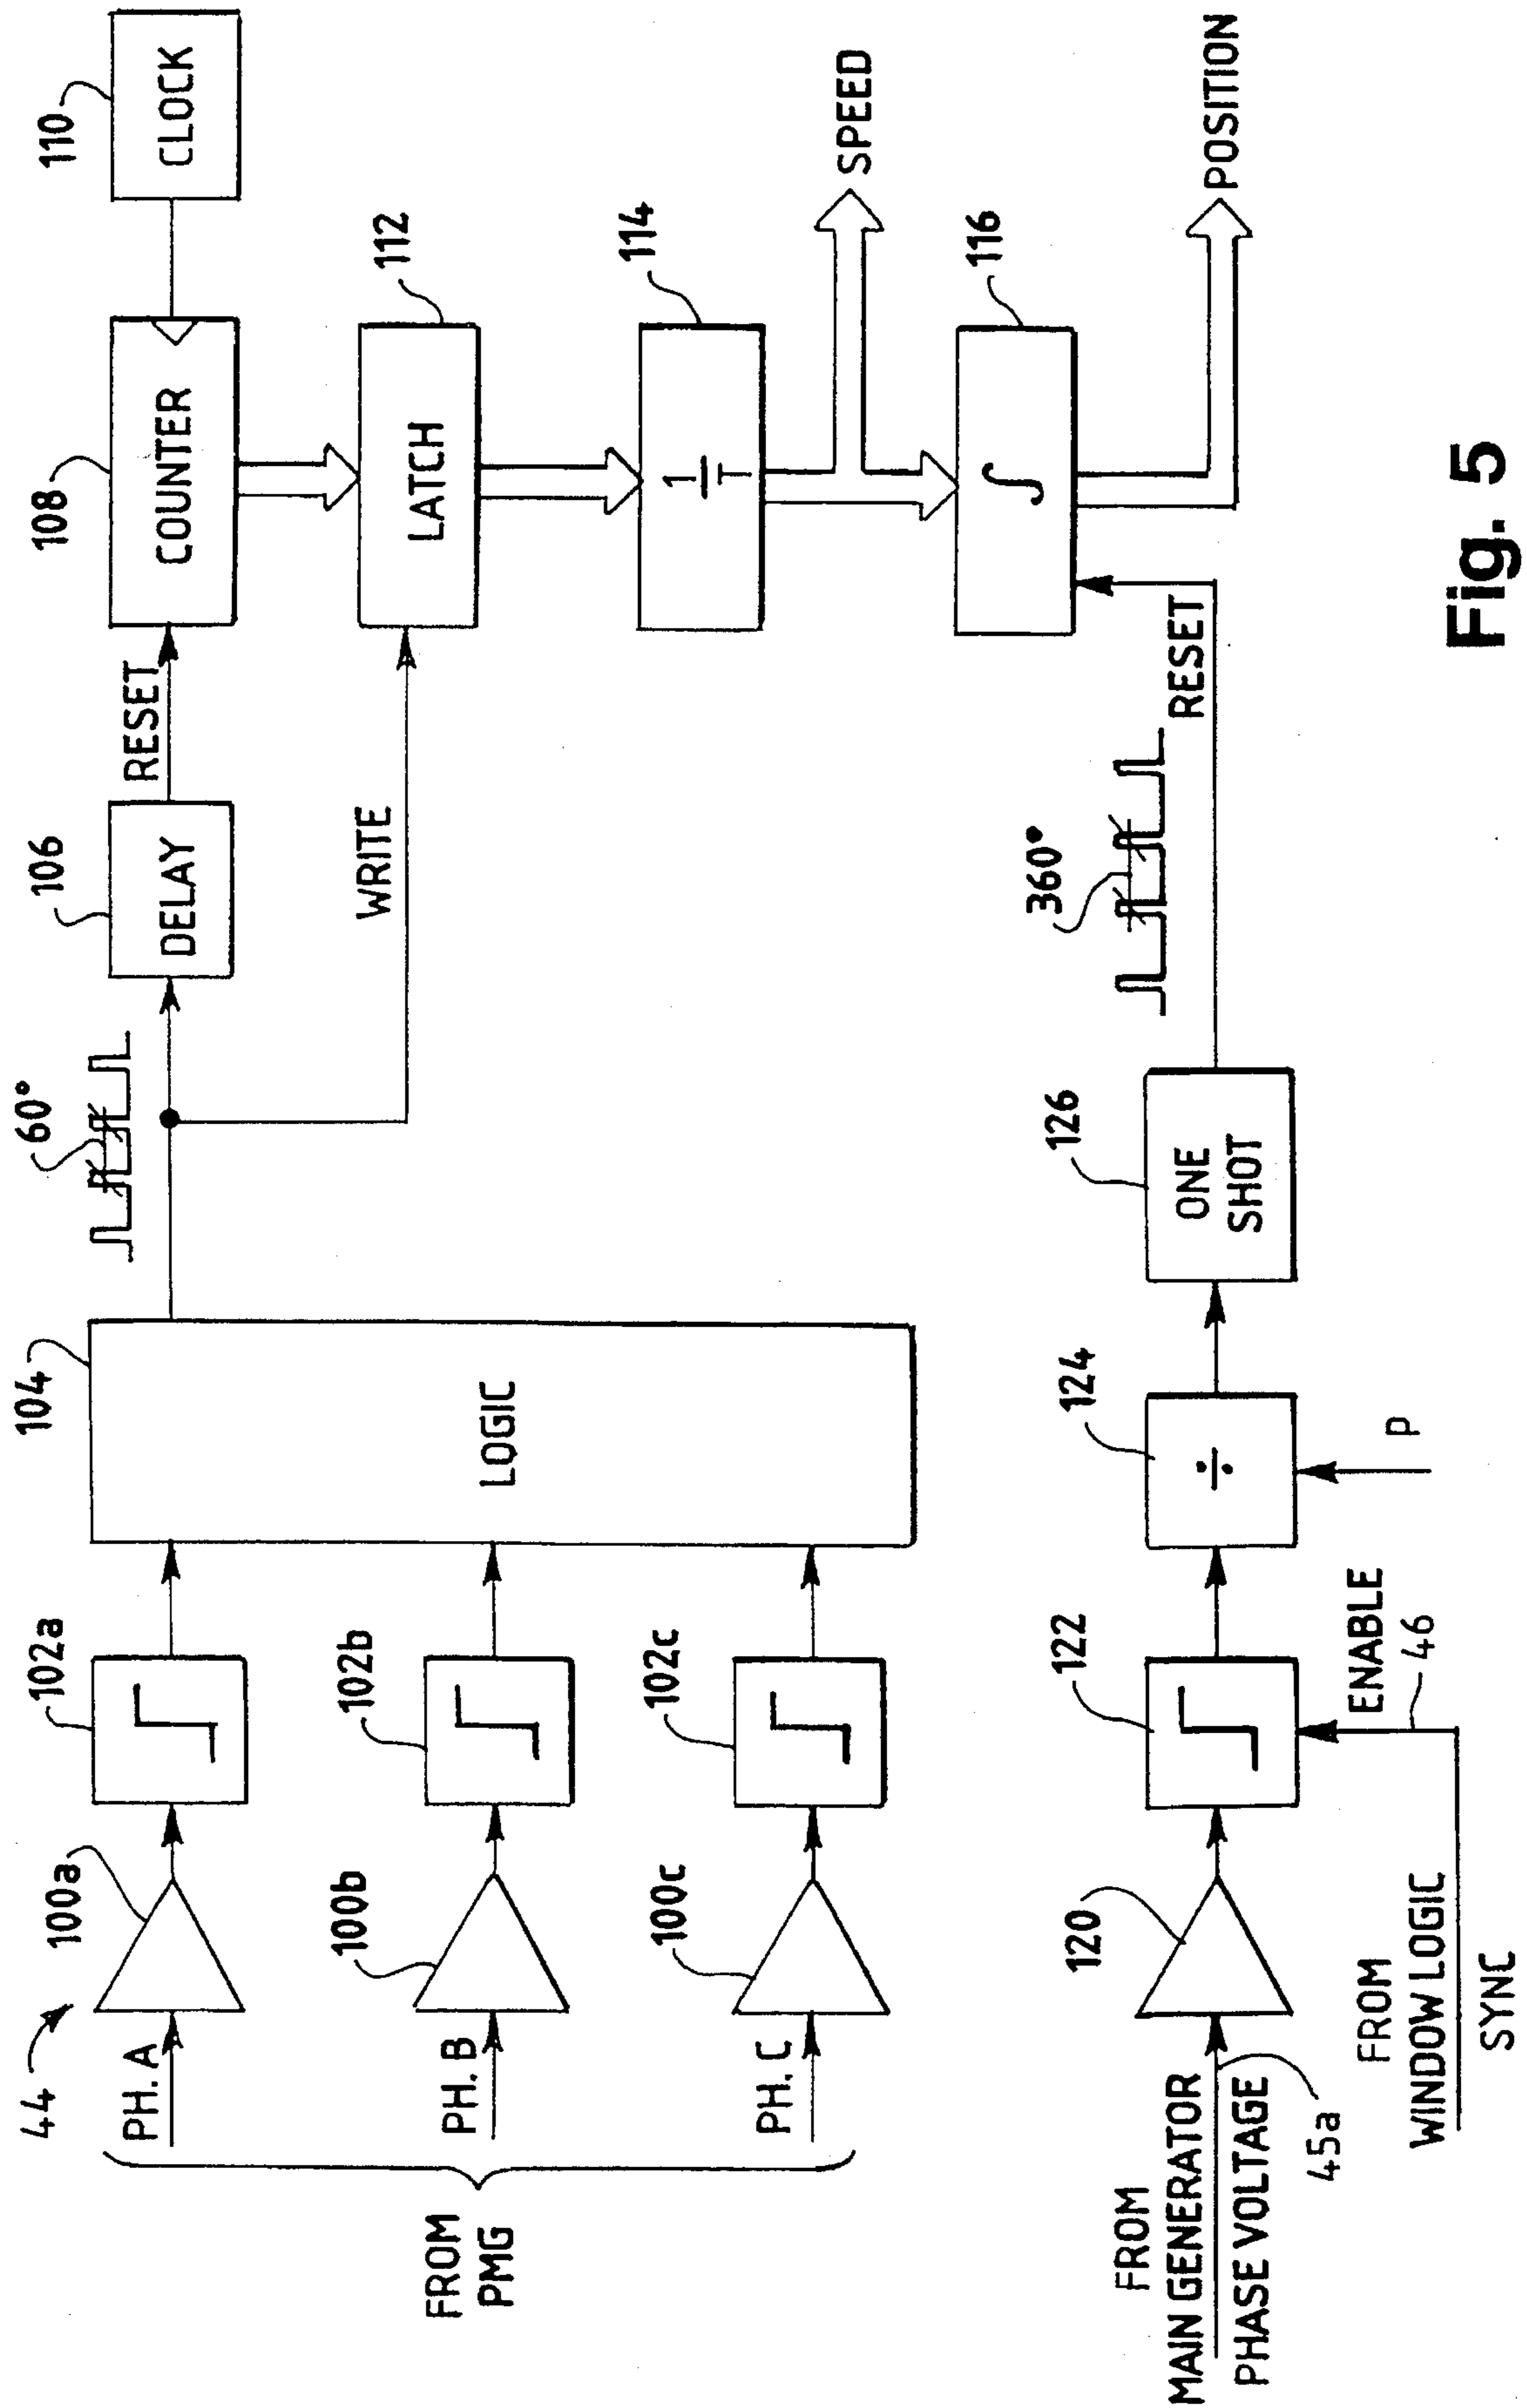 44
FROM
PMG
PH. A
PH. B
PH. C
100a
100b
100c
102a
102b
102c
104
LOGIC
60°
106
DELAY
RESET
WRITE
108
COUNTER
110
CLOCK
112
LATCH
114
1
T
SPEED
116
∫
POSITION
FROM
MAIN GENERATOR
PHASE VOLTAGE
45a
120
FROM
WINDOW LOGIC
SYNC
122
ENABLE
46
124
÷
P
126
ONE
SHOT
360°
RESET
Fig. 5